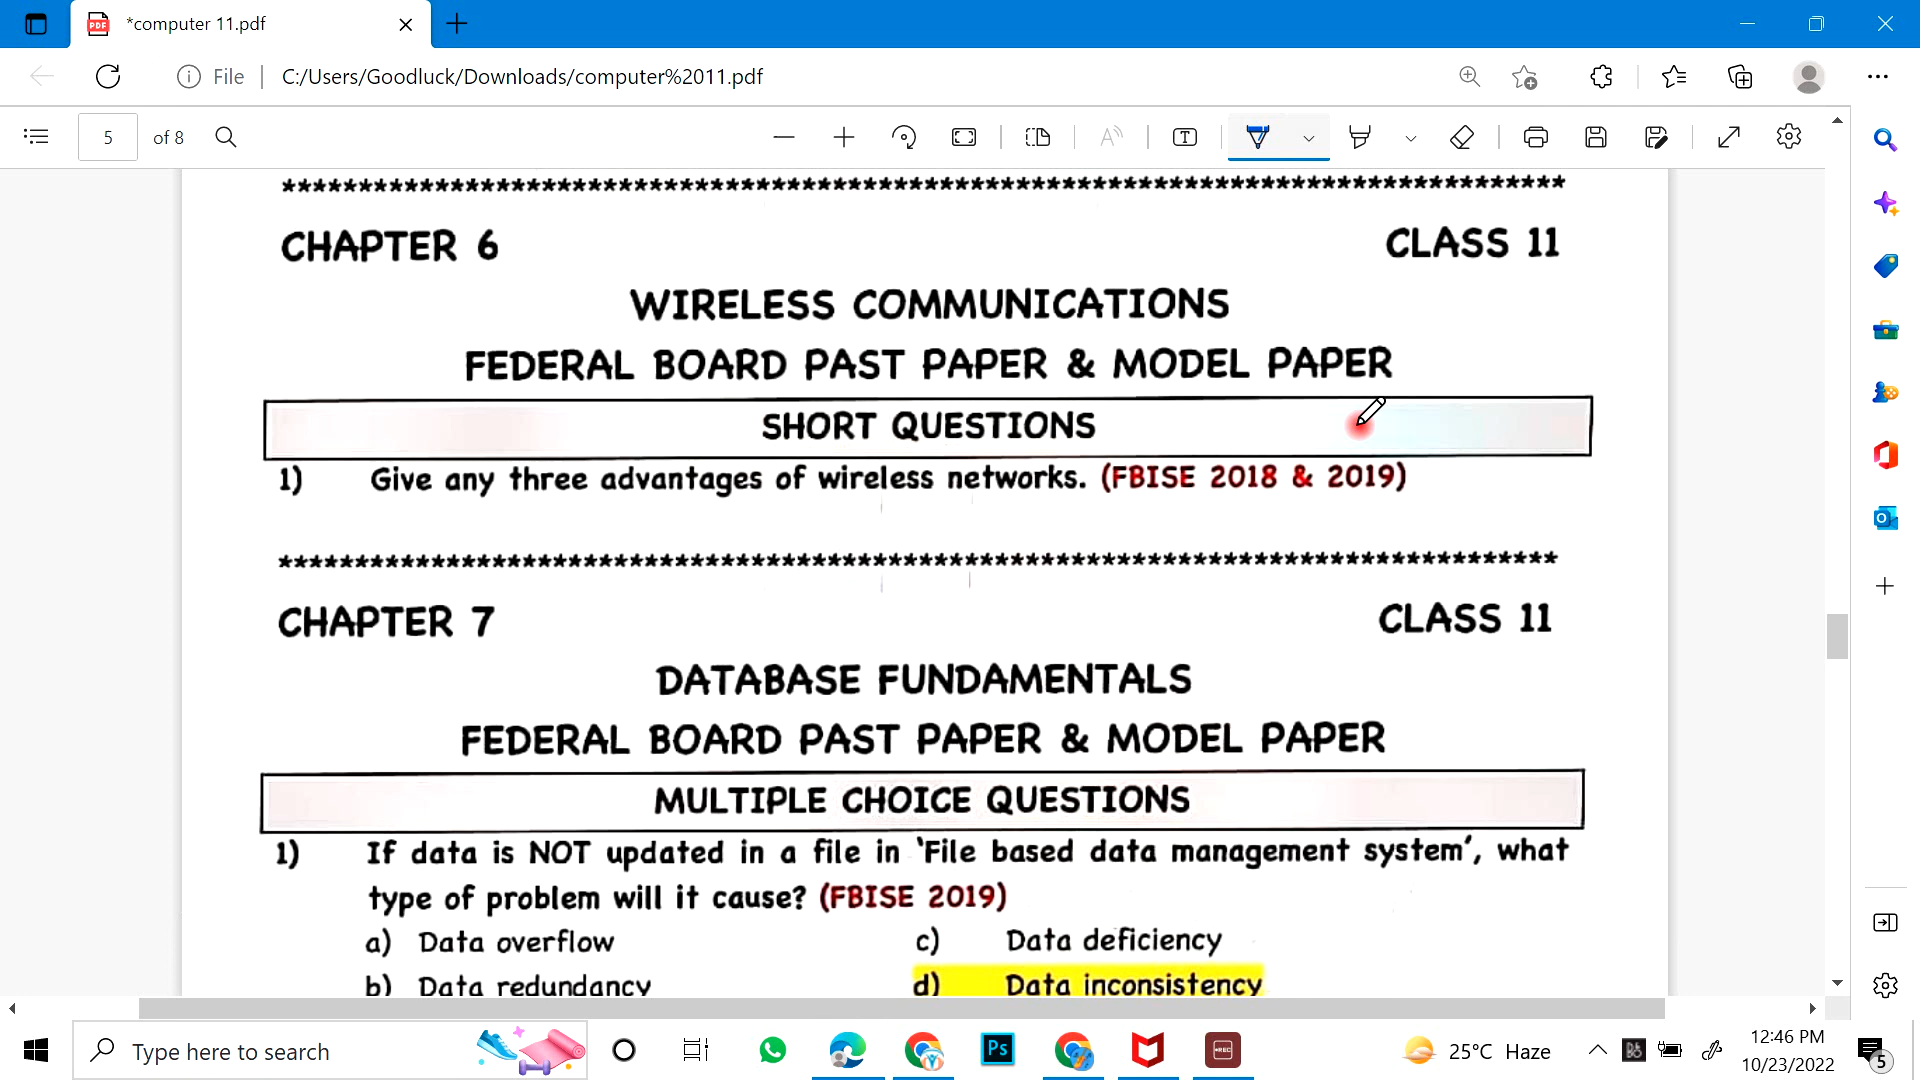 *computer 11.pdf
File
C:/Users/Goodluck/Downloads/computer%2011.pdf
5
of 8
*************************************************************************************
CHAPTER 6 CLASS 11
WIRELESS COMMUNICATIONS
FEDERAL BOARD PAST PAPER & MODEL PAPER
SHORT QUESTIONS
1) Give any three advantages of wireless networks. (FBISE 2018 & 2019)
*************************************************************************************
CHAPTER 7 CLASS 11
DATABASE FUNDAMENTALS
FEDERAL BOARD PAST PAPER & MODEL PAPER
MULTIPLE CHOICE QUESTIONS
1) If data is NOT updated in a file in ‘File based data management system’, what
type of problem will it cause? (FBISE 2019)
a) Data overflow c) Data deficiency
b) Data redundancy d) Data inconsistency
Type here to search
Ps
REC
25°C Haze
12:46 PM
10/23/2022
5